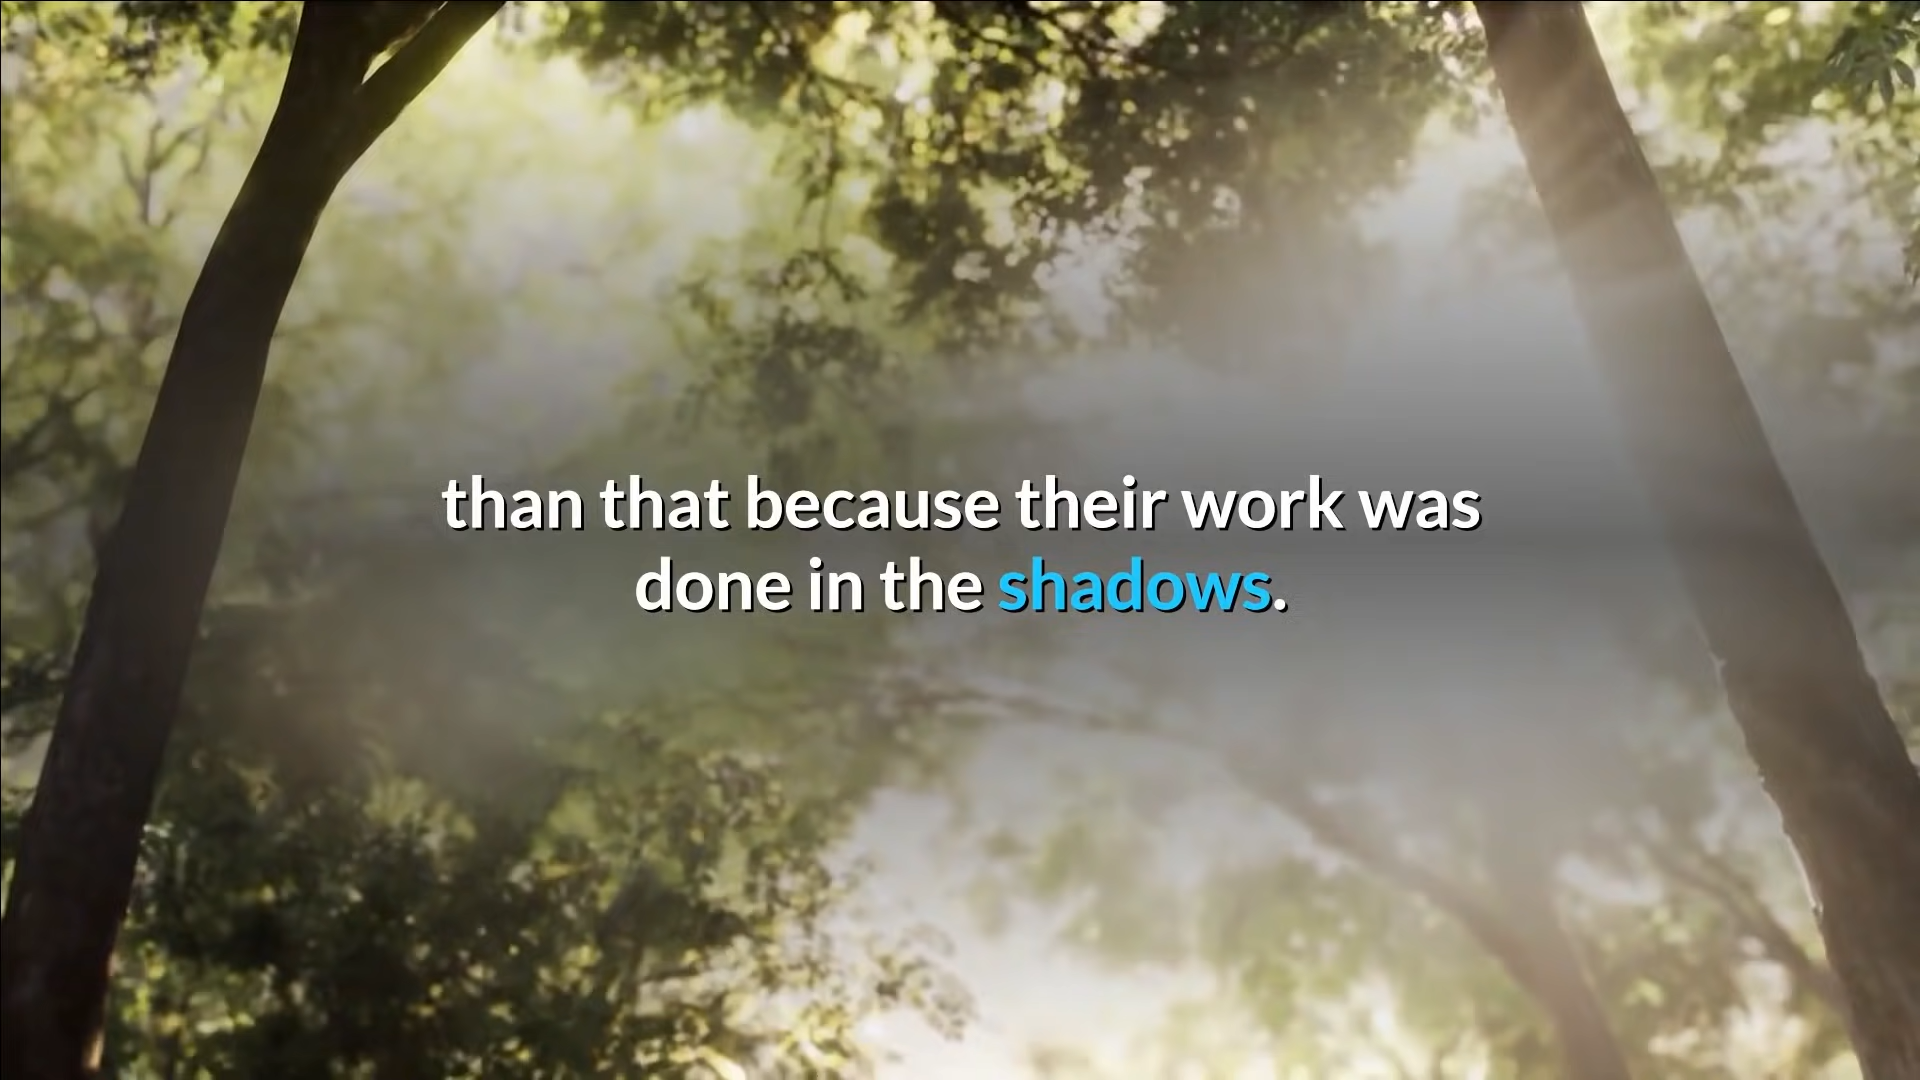 than that because their work was
done in the shadows.